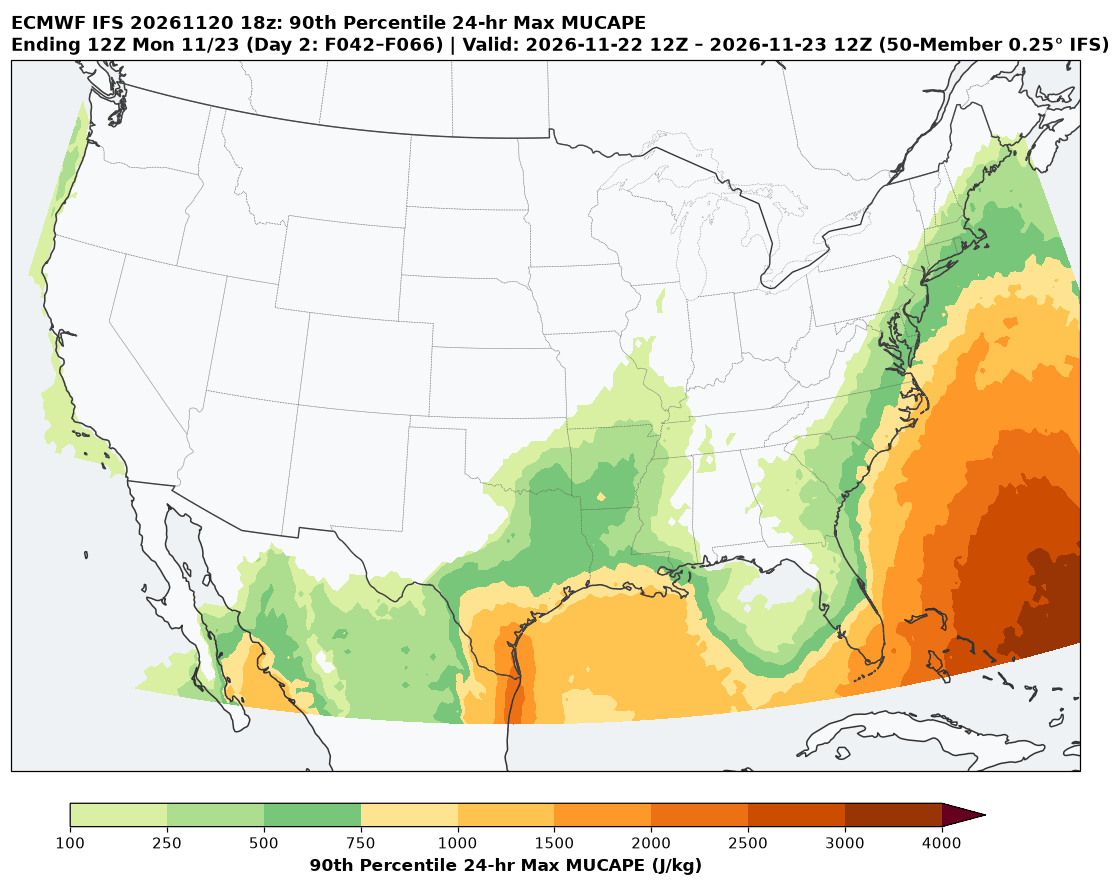 ECMWF IFS 20261120 18z: 90th Percentile 24-hr Max MUCAPE
Ending 12Z Mon 11/23 (Day 2: F042–F066) | Valid: 2026-11-22 12Z – 2026-11-23 12Z (50-Member 0.25° IFS)
100 250 500 750 1000 1500 2000 2500 3000 4000
90th Percentile 24-hr Max MUCAPE (J/kg)